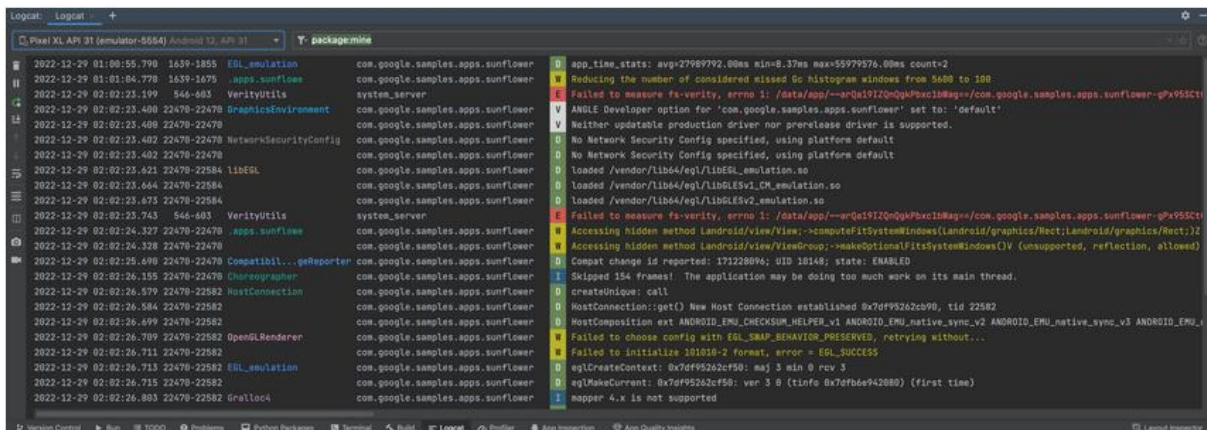 Logcat: Logcat × +
Pixel XL API 31 (emulator-5554) Android 12, API 31 package:mine
2022-12-29 01:00:55.790 1639-1855 EGL_emulation com.google.samples.apps.sunflower D app_time_stats: avg=27989792.00ms min=8.37ms max=55979576.00ms count=2
2022-12-29 01:01:04.770 1639-1675 .apps.sunflowe com.google.samples.apps.sunflower W Reducing the number of considered missed Gc histogram windows from 5600 to 100
2022-12-29 02:02:23.199 546-603 VerityUtils system_server E Failed to measure fs-verity, errno 1: /data/app/
2022-12-29 02:02:23.400 22470-22470 GraphicsEnvironment com.google.samples.apps.sunflower V ANGLE Developer option for 'com.google.samples.apps.sunflower' set to: 'default'
2022-12-29 02:02:23.400 22470-22470 com.google.samples.apps.sunflower V Neither updatable production driver nor prerelease driver is supported.
2022-12-29 02:02:23.402 22470-22470 NetworkSecurityConfig com.google.samples.apps.sunflower D No Network Security Config specified, using platform default
2022-12-29 02:02:23.402 22470-22470 com.google.samples.apps.sunflower D No Network Security Config specified, using platform default
2022-12-29 02:02:23.621 22470-22584 libEGL com.google.samples.apps.sunflower D loaded /vendor/lib64/egl/libEGL_emulation.so
2022-12-29 02:02:23.664 22470-22584 com.google.samples.apps.sunflower D loaded /vendor/lib64/egl/libGLESv1_CM_emulation.so
2022-12-29 02:02:23.673 22470-22584 com.google.samples.apps.sunflower D loaded /vendor/lib64/egl/libGLESv2_emulation.so
2022-12-29 02:02:23.743 546-603 VerityUtils system_server E Failed to measure fs-verity, errno 1: /data/app/
2022-12-29 02:02:24.327 22470-22470 .apps.sunflowe com.google.samples.apps.sunflower W Accessing hidden method Landroid/view/View;->computeFitSystemWindows(Landroid/graphics/Rect;Landroid/graphics/Rect;)Z
2022-12-29 02:02:24.328 22470-22470 com.google.samples.apps.sunflower W Accessing hidden method Landroid/view/ViewGroup;->makeOptionalFitsSystemWindows()V (unsupported, reflection, allowed)
2022-12-29 02:02:25.690 22470-22470 Compatibil...geReporter com.google.samples.apps.sunflower D Compat change id reported: 171228096; UID 10148; state: ENABLED
2022-12-29 02:02:26.155 22470-22470 Choreographer com.google.samples.apps.sunflower I Skipped 154 frames! The application may be doing too much work on its main thread.
2022-12-29 02:02:26.579 22470-22582 HostConnection com.google.samples.apps.sunflower D createUnique: call
2022-12-29 02:02:26.584 22470-22582 com.google.samples.apps.sunflower D HostConnection::get() New Host Connection established 0x7df95262cb90, tid 22582
2022-12-29 02:02:26.699 22470-22582 com.google.samples.apps.sunflower D HostComposition ext ANDROID_EMU_CHECKSUM_HELPER_v1 ANDROID_EMU_native_sync_v2 ANDROID_EMU_native_sync_v3 ANDROID_EMU_
2022-12-29 02:02:26.709 22470-22582 OpenGLRenderer com.google.samples.apps.sunflower W Failed to choose config with EGL_SWAP_BEHAVIOR_PRESERVED, retrying without...
2022-12-29 02:02:26.711 22470-22582 com.google.samples.apps.sunflower W Failed to initialize 101010-2 format, error = EGL_SUCCESS
2022-12-29 02:02:26.713 22470-22582 EGL_emulation com.google.samples.apps.sunflower D eglCreateContext: 0x7df95262cf50: maj 3 min 0 rcv 3
2022-12-29 02:02:26.715 22470-22582 com.google.samples.apps.sunflower D eglMakeCurrent: 0x7df95262cf50: ver 3 0 (tinfo 0x7dfb6e942080) (first time)
2022-12-29 02:02:26.803 22470-22582 Gralloc4 com.google.samples.apps.sunflower I mapper 4.x is not supported
Version Control Run TODO Problems Python Packages Terminal Build Logcat Profiler App Inspection App Quality Insights Layout Inspector